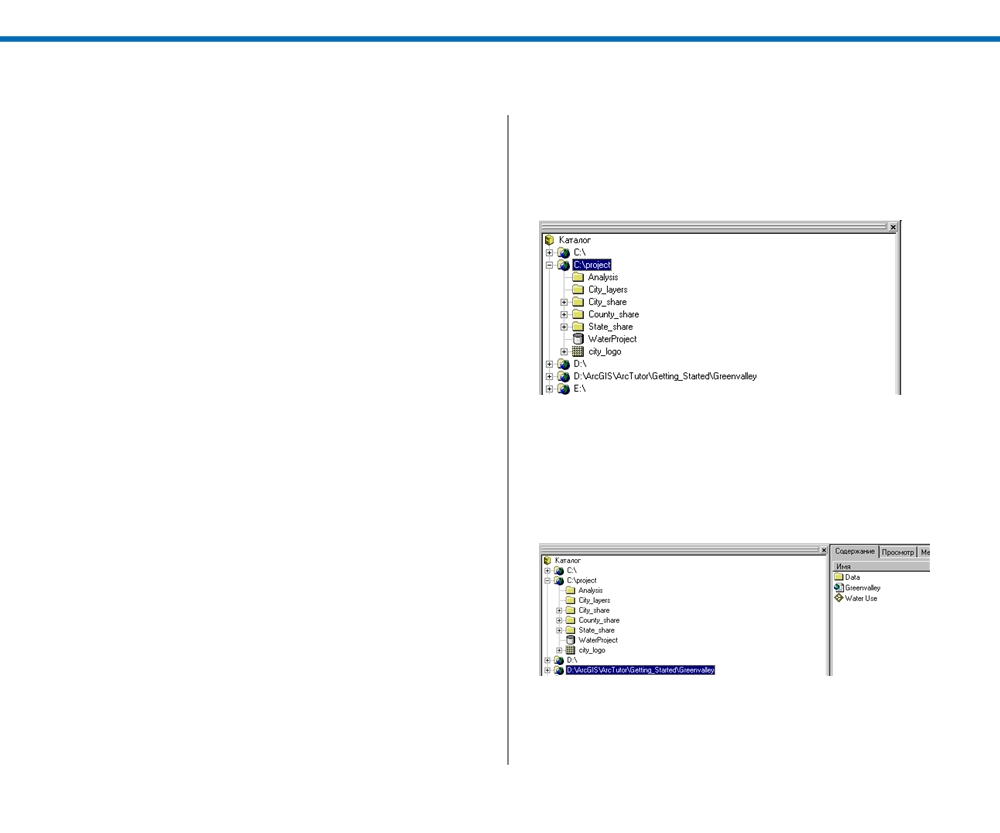 Каталог
C:\
C:\project
Analysis
City_layers
City_share
County_share
State_share
WaterProject
city_logo
D:\
D:\ArcGIS\ArcTutor\Getting_Started\Greenvalley
E:\
Каталог
C:\
C:\project
Analysis
City_layers
City_share
County_share
State_share
WaterProject
city_logo
D:\
D:\ArcGIS\ArcTutor\Getting_Started\Greenvalley
Содержание Просмотр Ме
Имя
Data
Greenvalley
Water Use